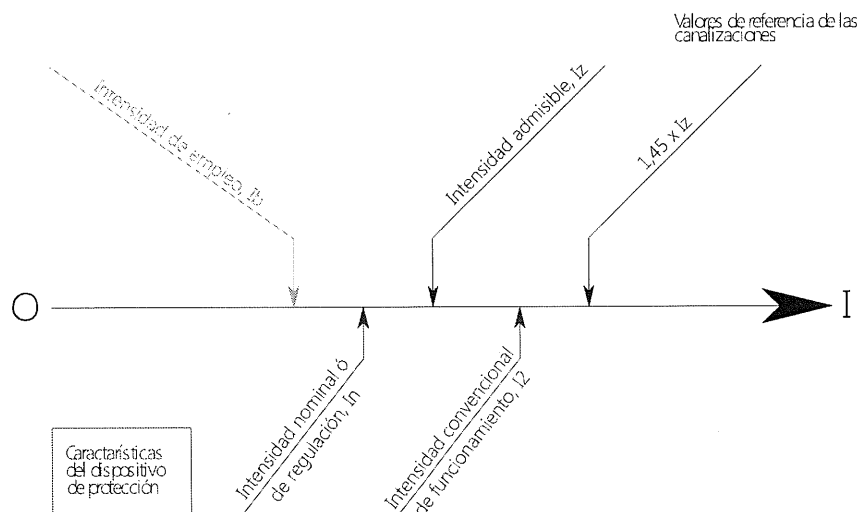 Valores de referencia de las
canalizaciones
Intensidad de empleo, Ib
Intensidad admisible, Iz
1,45 x Iz
O
I
Intensidad nominal ó
de regulación, In
Intensidad convencional
de funcionamiento, I2
Caractarísticas
del dispositivo
de protección